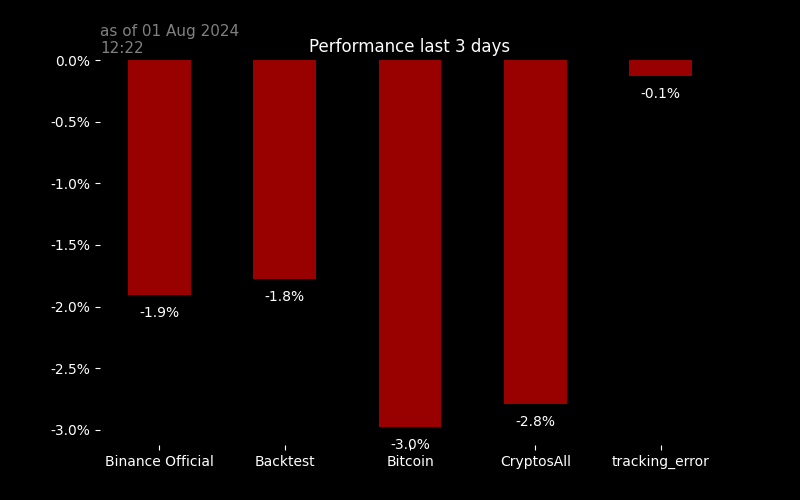 as of 01 Aug 2024
12:22
Performance last 3 days
0.0%
-0.5%
-1.0%
-1.5%
-2.0%
-2.5%
-3.0%
-1.9%
-1.8%
-3.0%
-2.8%
-0.1%
Binance Official
Backtest
Bitcoin
CryptosAll
tracking_error